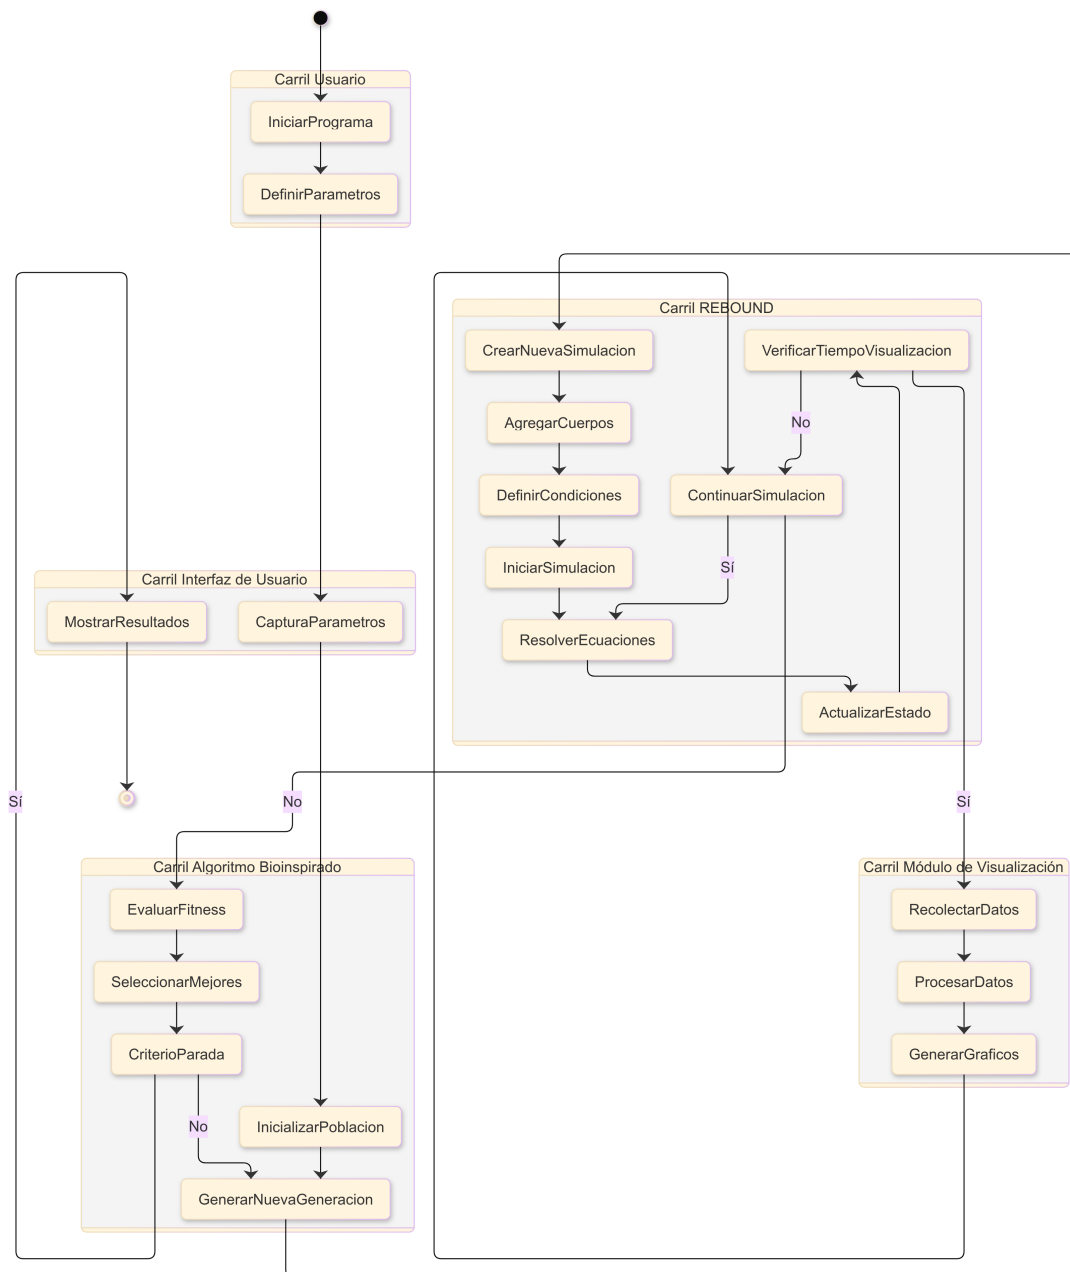 Carril Usuario
IniciarPrograma
DefinirParametros
Carril REBOUND
CrearNuevaSimulacion
VerificarTiempoVisualizacion
AgregarCuerpos
No
DefinirCondiciones
ContinuarSimulacion
IniciarSimulacion
Sí
Carril Interfaz de Usuario
MostrarResultados
CapturaParametros
ResolverEcuaciones
ActualizarEstado
Sí
No
Sí
Carril Algoritmo Bioinspirado
Carril Módulo de Visualización
EvaluarFitness
RecolectarDatos
SeleccionarMejores
ProcesarDatos
CriterioParada
GenerarGraficos
No
InicializarPoblacion
GenerarNuevaGeneracion